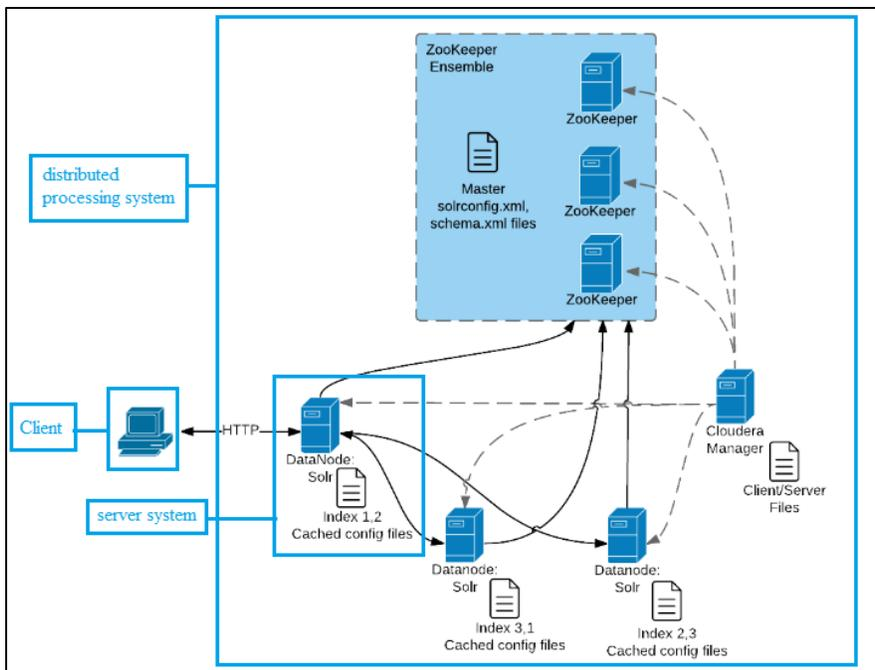 ZooKeeper
Ensemble
ZooKeeper
Master
solrconfig.xml,
schema.xml files
ZooKeeper
ZooKeeper
distributed
processing system
Client
HTTP
DataNode:
Solr
Index 1,2
Cached config files
server system
Cloudera
Manager
Client/Server
Files
Datanode:
Solr
Index 3,1
Cached config files
Datanode:
Solr
Index 2,3
Cached config files